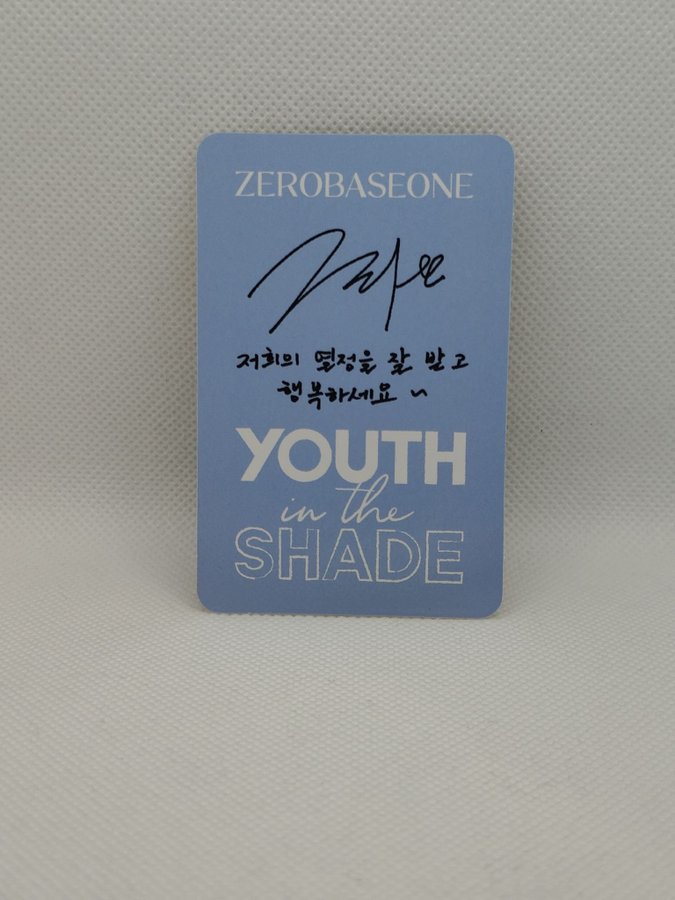 ZEROBASEONE
저희의 열정을 잘 받고
행복하세요 ~
YOUTH
in the
SHADE